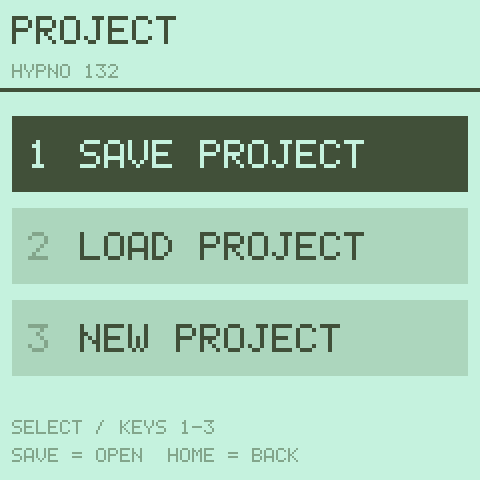 PROJECT
HYPNO 132
1 SAVE PROJECT
2 LOAD PROJECT
3 NEW PROJECT
SELECT / KEYS 1-3
SAVE = OPEN  HOME = BACK